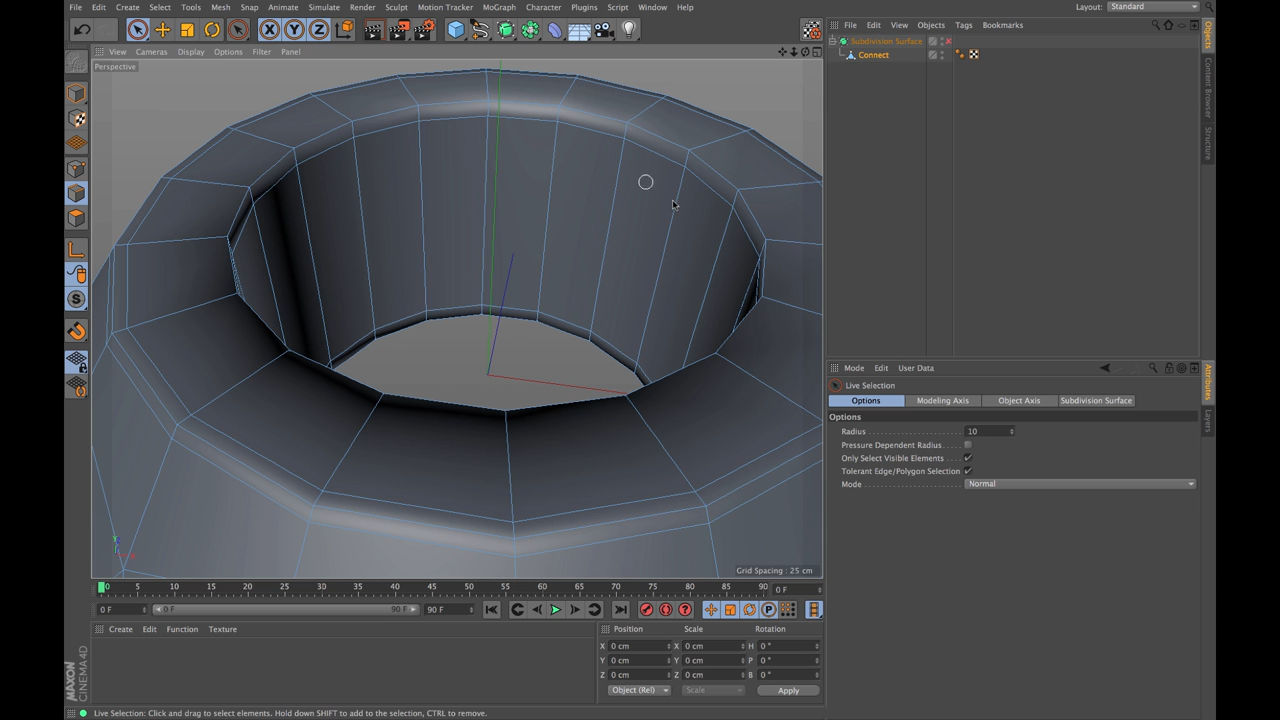 File Edit Create Select Tools Mesh Snap Animate Simulate Render Sculpt Motion Tracker MoGraph Character Plugins Script Window Help
Layout: Standard
X Y Z
File Edit View Objects Tags Bookmarks
View Cameras Display Options Filter Panel
Perspective
Subdivision Surface
Connect
Objects
Content Browser
Structure
S
Mode Edit User Data
Live Selection
Options Modeling Axis Object Axis Subdivision Surface
Options
Radius 10
Pressure Dependent Radius
Only Select Visible Elements
Tolerant Edge/Polygon Selection
Mode Normal
Attributes
Layers
Y
Grid Spacing : 25 cm
0 5 10 15 20 25 30 35 40 45 50 55 60 65 70 75 80 85 90 0 F
0 F 0 F 90 F 90 F
P
Create Edit Function Texture
Position Scale Rotation
X 0 cm X 0 cm H 0 °
Y 0 cm Y 0 cm P 0 °
Z 0 cm Z 0 cm B 0 °
Object (Rel) Scale Apply
MAXON
CINEMA 4D
Live Selection: Click and drag to select elements. Hold down SHIFT to add to the selection, CTRL to remove.